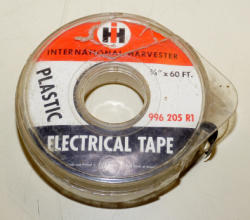 IH
INTERNATIONAL HARVESTER
¾" x 60 FT.
PLASTIC
996 205 R1
ELECTRICAL TAPE